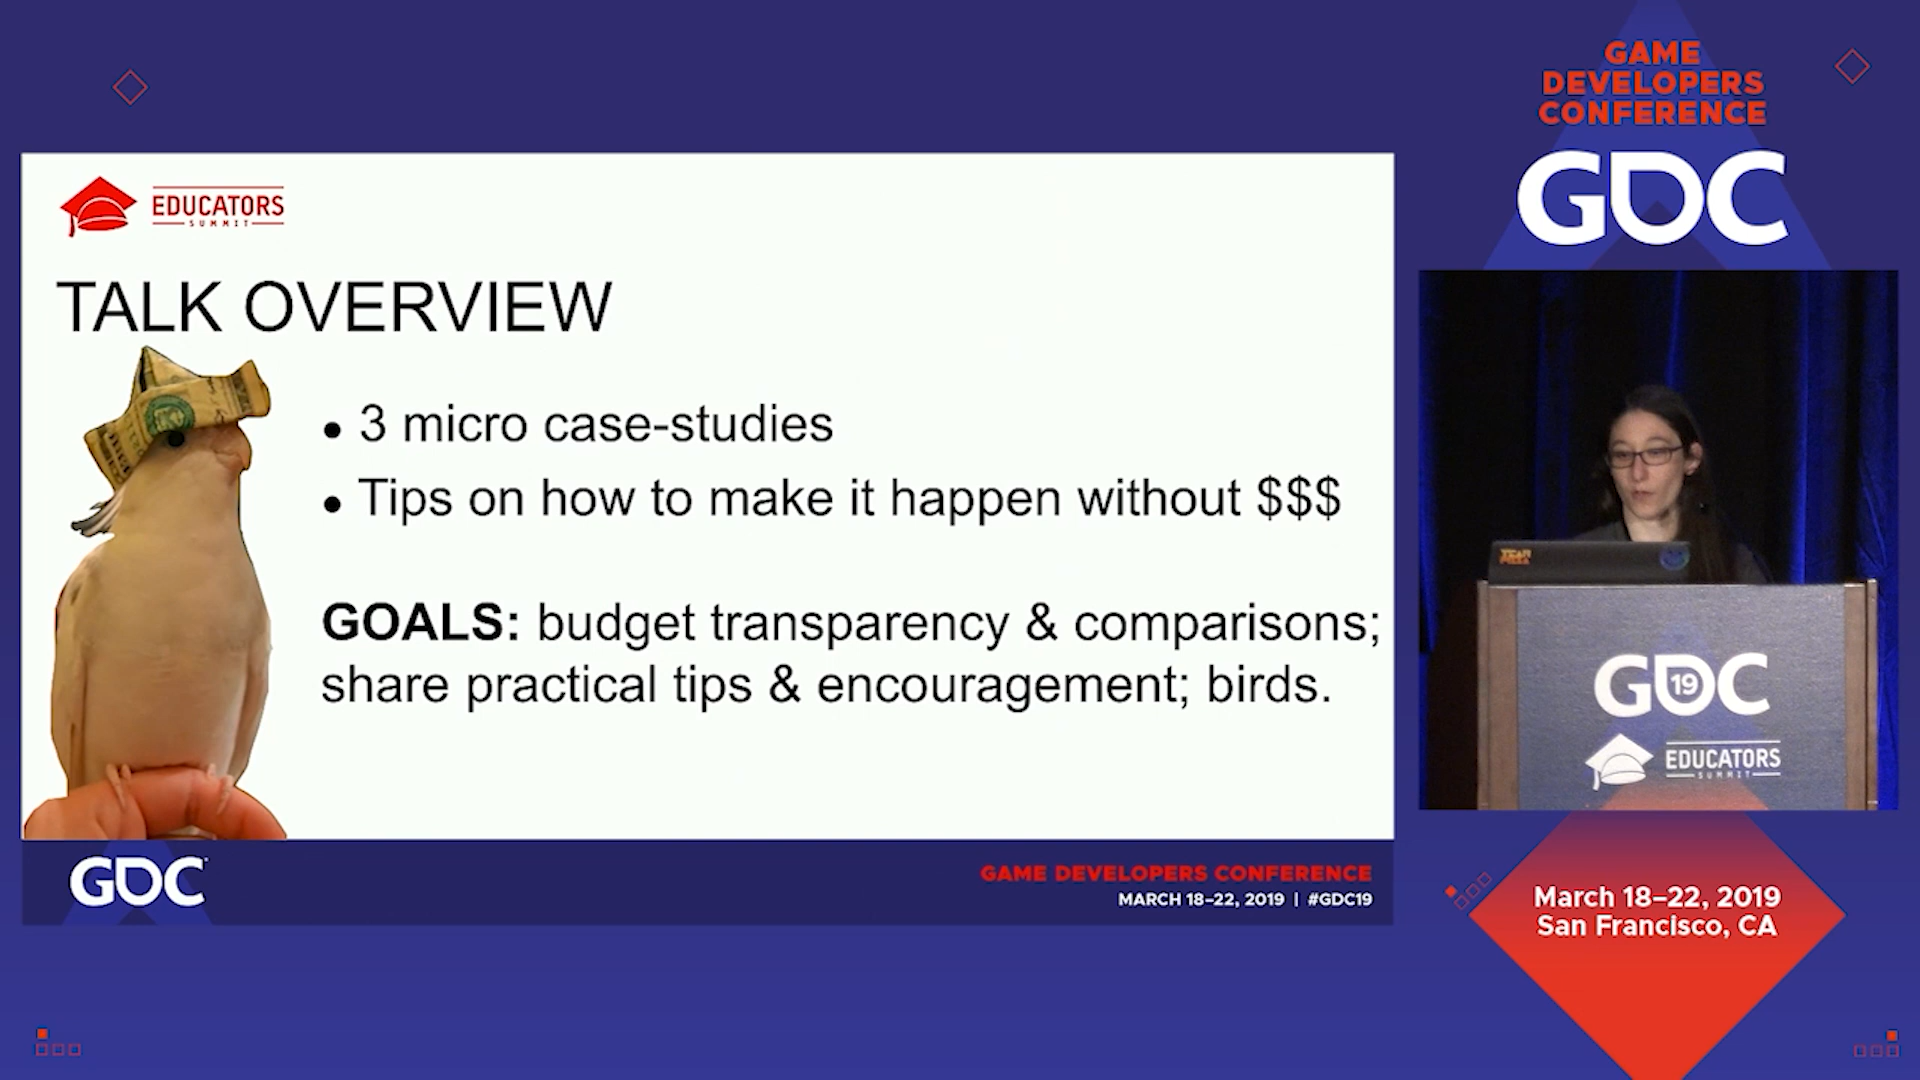 GAME
DEVELOPERS
CONFERENCE
GDC
EDUCATORS
SUMMIT
TALK OVERVIEW
• 3 micro case-studies
• Tips on how to make it happen without $$$
GOALS: budget transparency & comparisons;
share practical tips & encouragement; birds.
GDC
GAME DEVELOPERS CONFERENCE
MARCH 18–22, 2019 | #GDC19
GDC
19
EDUCATORS
SUMMIT
March 18–22, 2019
San Francisco, CA